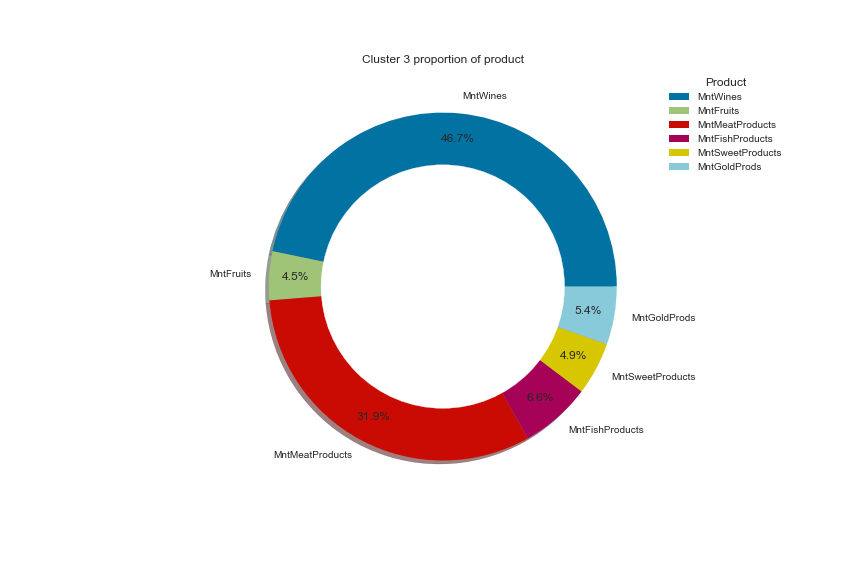 Cluster 3 proportion of product
Product
MntWines
MntFruits
MntMeatProducts
MntFishProducts
MntSweetProducts
MntGoldProds
MntWines
46.7%
MntFruits
4.5%
MntGoldProds
5.4%
4.9%
MntSweetProducts
6.6%
31.9%
MntFishProducts
MntMeatProducts